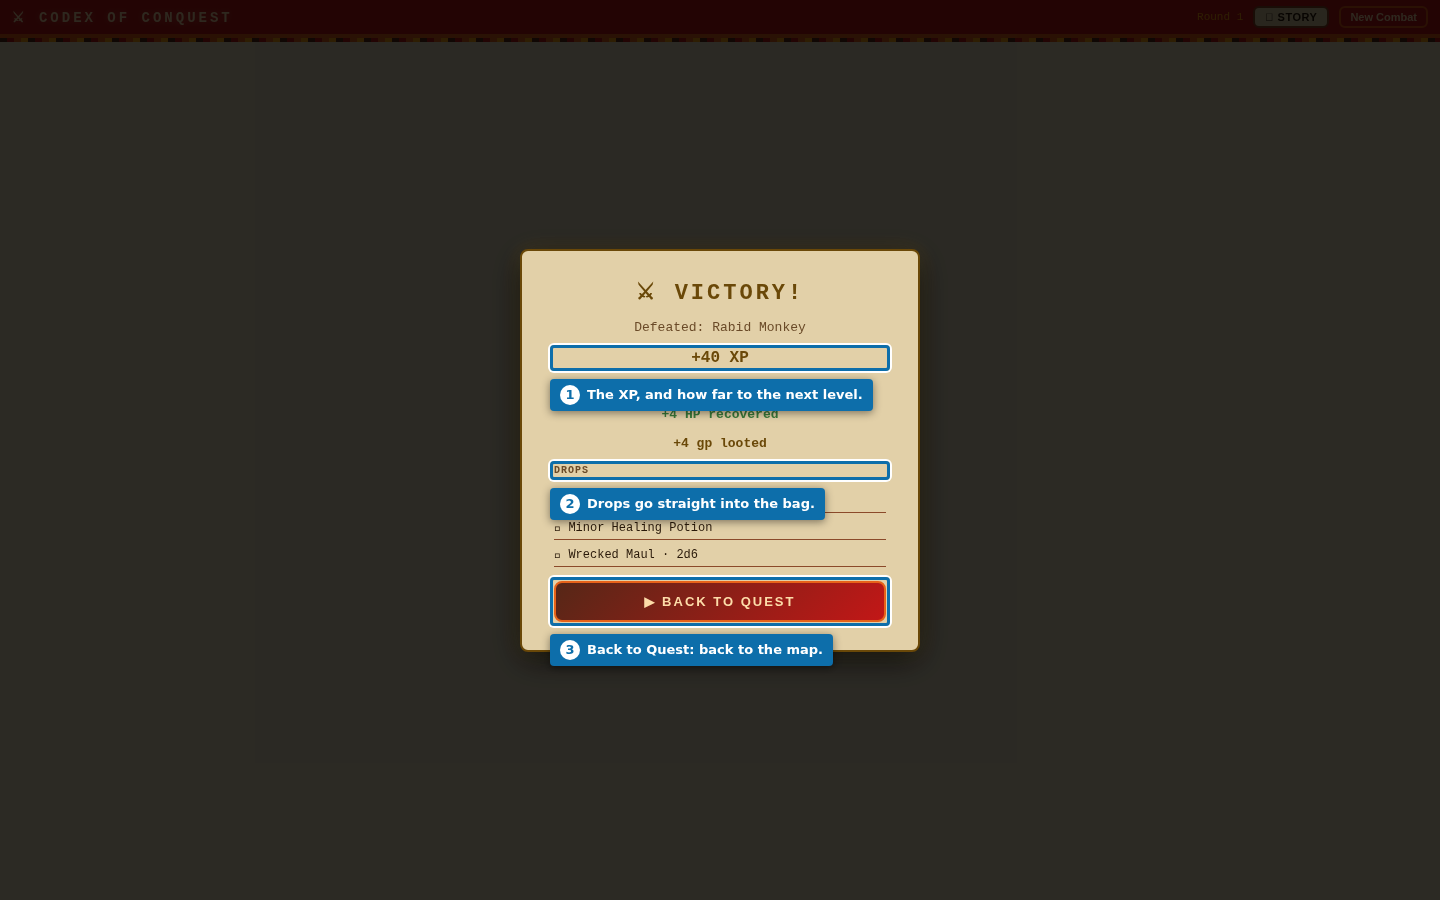 ⚔ CODEX OF CONQUEST
Round 1
STORY
New Combat
⚔ VICTORY!
Defeated: Rabid Monkey
+40 XP
1 The XP, and how far to the next level.
+4 HP recovered
+4 gp looted
DROPS
2 Drops go straight into the bag.
Minor Healing Potion
Wrecked Maul · 2d6
▶ BACK TO QUEST
3 Back to Quest: back to the map.